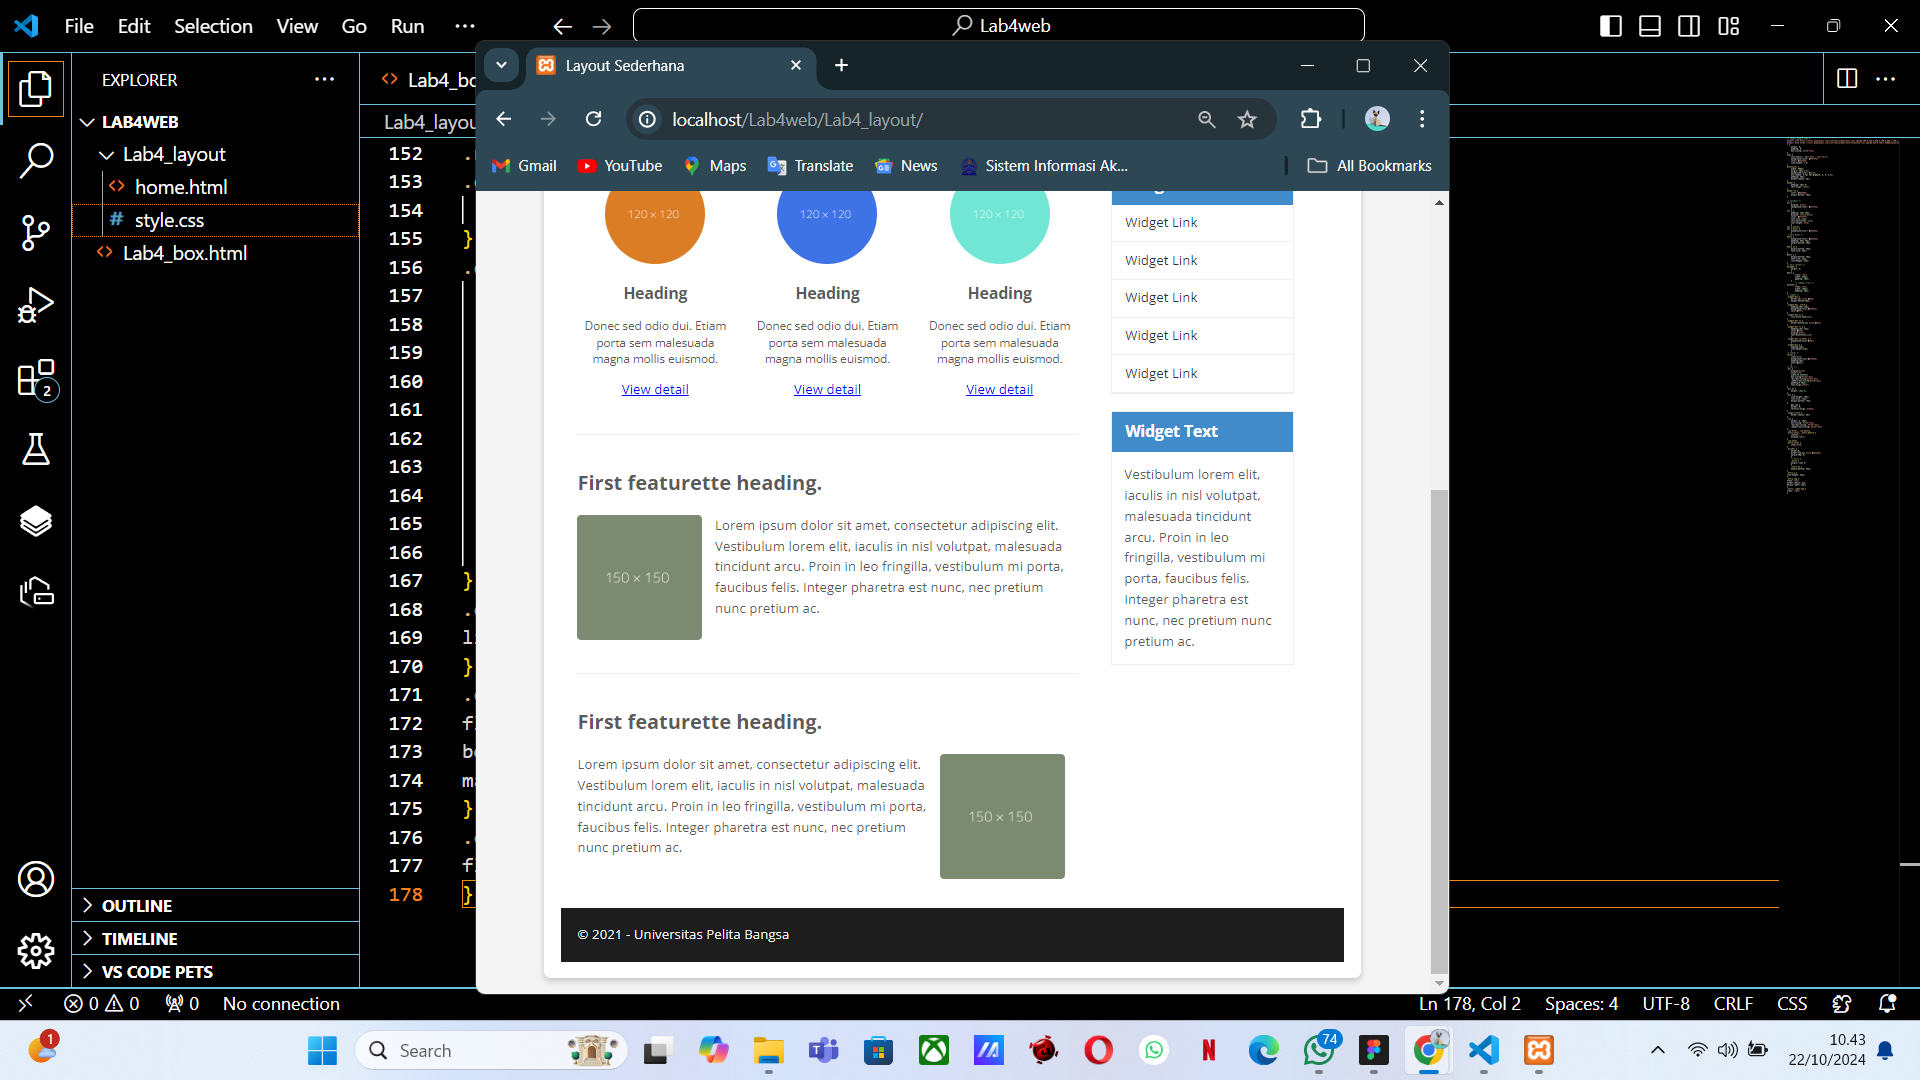 File Edit Selection View Go Run ···
Lab4web
EXPLORER
LAB4WEB
Lab4_layout
home.html
style.css
Lab4_box.html
OUTLINE
TIMELINE
VS CODE PETS
2
Lab4_bo
Lab4_layou
152 .
153 .
154
155 }
156 .
157
158
159
160
161
162
163
164
165
166
167 }
168 .
169 l
170 }
171 .
172 f
173 b
174 m
175 }
176 .
177 f
178 }
Layout Sederhana
localhost/Lab4web/Lab4_layout/
Gmail YouTube Maps Translate News Sistem Informasi Ak... All Bookmarks
120 × 120 120 × 120 120 × 120
Heading Heading Heading
Donec sed odio dui. Etiam Donec sed odio dui. Etiam Donec sed odio dui. Etiam
porta sem malesuada porta sem malesuada porta sem malesuada
magna mollis euismod. magna mollis euismod. magna mollis euismod.
View detail View detail View detail
First featurette heading.
150 × 150
Lorem ipsum dolor sit amet, consectetur adipiscing elit.
Vestibulum lorem elit, iaculis in nisl volutpat, malesuada
tincidunt arcu. Proin in leo fringilla, vestibulum mi porta,
faucibus felis. Integer pharetra est nunc, nec pretium
nunc pretium ac.
First featurette heading.
Lorem ipsum dolor sit amet, consectetur adipiscing elit.
Vestibulum lorem elit, iaculis in nisl volutpat, malesuada
tincidunt arcu. Proin in leo fringilla, vestibulum mi porta,
faucibus felis. Integer pharetra est nunc, nec pretium
nunc pretium ac.
150 × 150
Widget Link
Widget Link
Widget Link
Widget Link
Widget Link
Widget Text
Vestibulum lorem elit,
iaculis in nisl volutpat,
malesuada tincidunt
arcu. Proin in leo
fringilla, vestibulum mi
porta, faucibus felis.
Integer pharetra est
nunc, nec pretium nunc
pretium ac.
© 2021 - Universitas Pelita Bangsa
0 0 0 No connection
Ln 178, Col 2 Spaces: 4 UTF-8 CRLF CSS
1
Search
74
10.43
22/10/2024